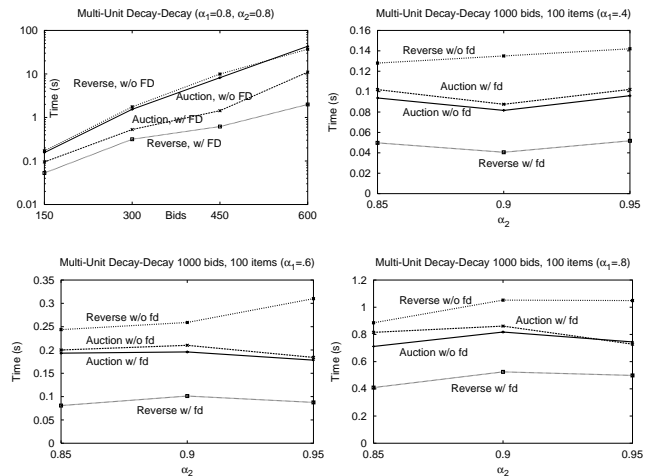 Multi-Unit Decay-Decay (α1=0.8, α2=0.8)
100
10
1
0.1
0.01
Time (s)
Reverse, w/o FD
Auction, w/o FD
Auction, w/ FD
Reverse, w/ FD
150 300 Bids 450 600
Multi-Unit Decay-Decay 1000 bids, 100 items (α1=.4)
0.16
0.14
0.12
0.1
0.08
0.06
0.04
0.02
0
Time (s)
Reverse w/o fd
Auction w/ fd
Auction w/o fd
Reverse w/ fd
0.85 0.9 0.95
α2
Multi-Unit Decay-Decay 1000 bids, 100 items (α1=.6)
0.4
0.35
0.3
0.25
0.2
0.15
0.1
0.05
0
Time (s)
Reverse w/o fd
Auction w/o fd
Auction w/ fd
Reverse w/ fd
0.85 0.9 0.95
α2
Multi-Unit Decay-Decay 1000 bids, 100 items (α1=.8)
1.2
1
0.8
0.6
0.4
0.2
0
Time (s)
Reverse w/o fd
Auction w/ fd
Auction w/o fd
Reverse w/ fd
0.85 0.9 0.95
α2